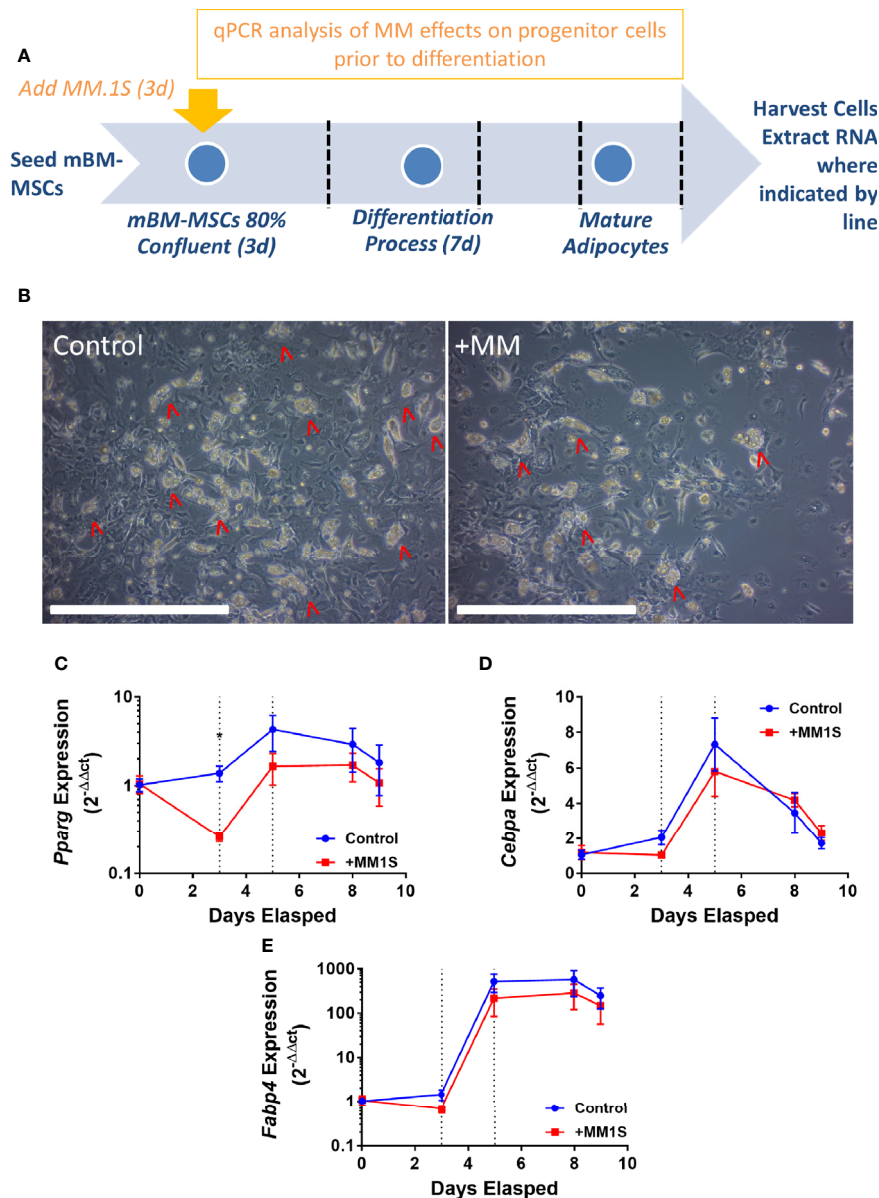 A
qPCR analysis of MM effects on progenitor cells
prior to differentiation
Add MM.1S (3d)
Seed mBM-
MSCs
mBM-MSCs 80%
Confluent (3d)
Differentiation
Process (7d)
Mature
Adipocytes
Harvest Cells
Extract RNA
where
indicated by
line
B
Control
+MM
C
Pparg Expression
(2^-ΔΔct)
10
1
0.1
*
Control
+MM1S
0 2 4 6 8 10
Days Elasped
D
Cebpa Expression
(2^-ΔΔct)
10
8
6
4
2
0
Control
+MM1S
0 2 4 6 8 10
Days Elasped
E
Fabp4 Expression
(2^-ΔΔct)
1000
100
10
1
0.1
Control
+MM1S
0 2 4 6 8 10
Days Elasped